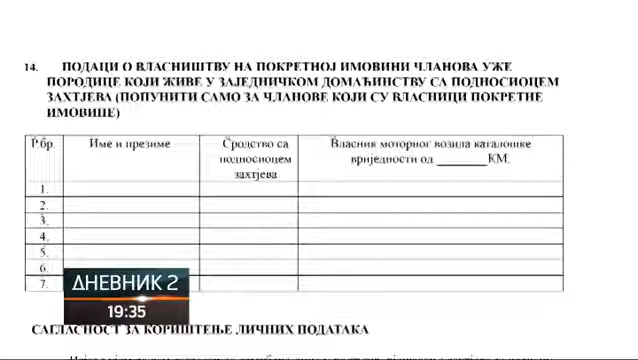 14. ПОДАЦИ О ВЛАСНИШТВУ НА ПОКРЕТНОЈ ИМОВИНИ ЧЛАНОВА УЖЕ
ПОРОДИЦЕ КОЈИ ЖИВЕ У ЗАЈЕДНИЧКОМ ДОМАЋИНСТВУ СА ПОДНОСИОЦЕМ
ЗАХТЈЕВА (ПОПУНИТИ САМО ЗА ЧЛАНОВЕ КОЈИ СУ ВЛАСНИЦИ ПОКРЕТНЕ
ИМОВИНЕ)
Р.бр. Име и презиме Сродство са Власник моторног возила каталошке
подносиоцем вриједности од ________ КМ.
захтјева
1.
2.
3.
4.
5.
6.
7.
ДНЕВНИК 2
19:35
САГЛАСНОСТ ЗА КОРИШТЕЊЕ ЛИЧНИХ ПОДАТАКА